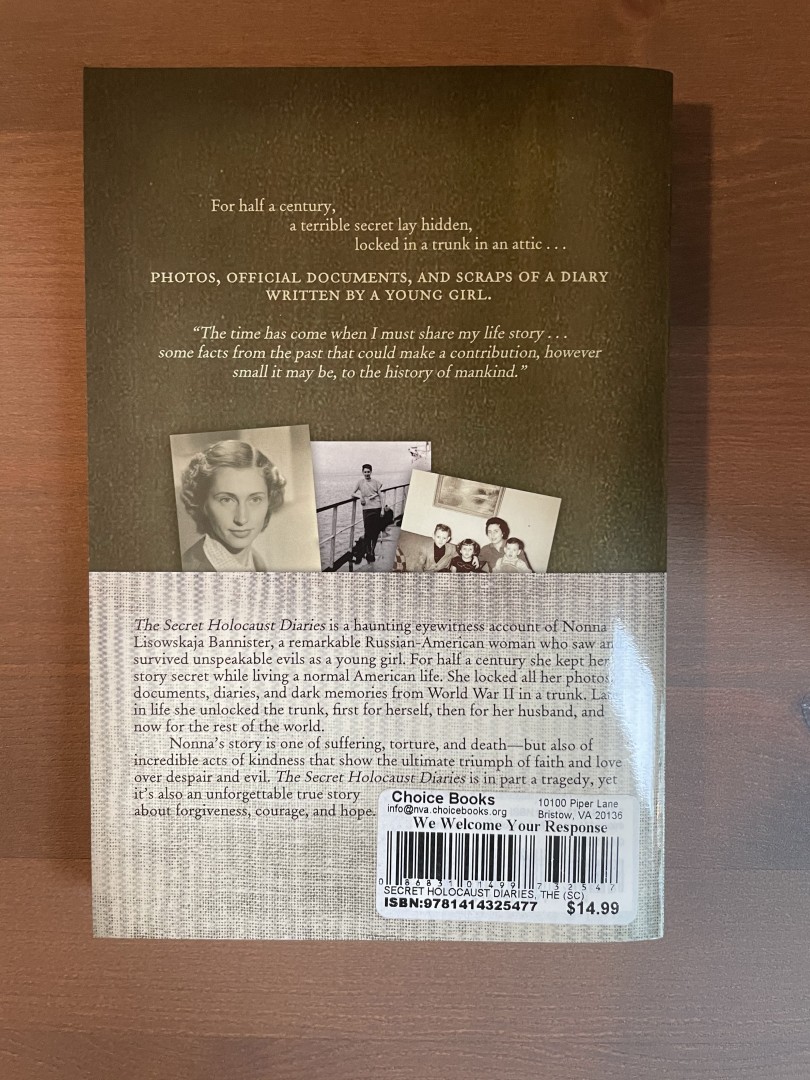 For half a century,
a terrible secret lay hidden,
locked in a trunk in an attic . . .
PHOTOS, OFFICIAL DOCUMENTS, AND SCRAPS OF A DIARY
WRITTEN BY A YOUNG GIRL.
“The time has come when I must share my life story . . .
some facts from the past that could make a contribution, however
small it may be, to the history of mankind.”
The Secret Holocaust Diaries is a haunting eyewitness account of Nonna
Lisowskaja Bannister, a remarkable Russian-American woman who saw
survived unspeakable evils as a young girl. For half a century she kept her
story secret while living a normal American life. She locked all her photos,
documents, diaries, and dark memories from World War II in a trunk.
in life she unlocked the trunk, first for herself, then for her husband, and
now for the rest of the world.
Nonna’s story is one of suffering, torture, and death—but also of
incredible acts of kindness that show the ultimate triumph of faith and love
over despair and evil. The Secret Holocaust Diaries is in part a tragedy, yet
it’s also an unforgettable true story
about forgiveness, courage, and hope.
Choice Books
info@nva.choicebooks.org
10100 Piper Lane
Bristow, VA 20136
We Welcome Your Response
0 86831 01499 7 32547
SECRET HOLOCAUST DIARIES, THE (SC)
ISBN:9781414325477
$14.99